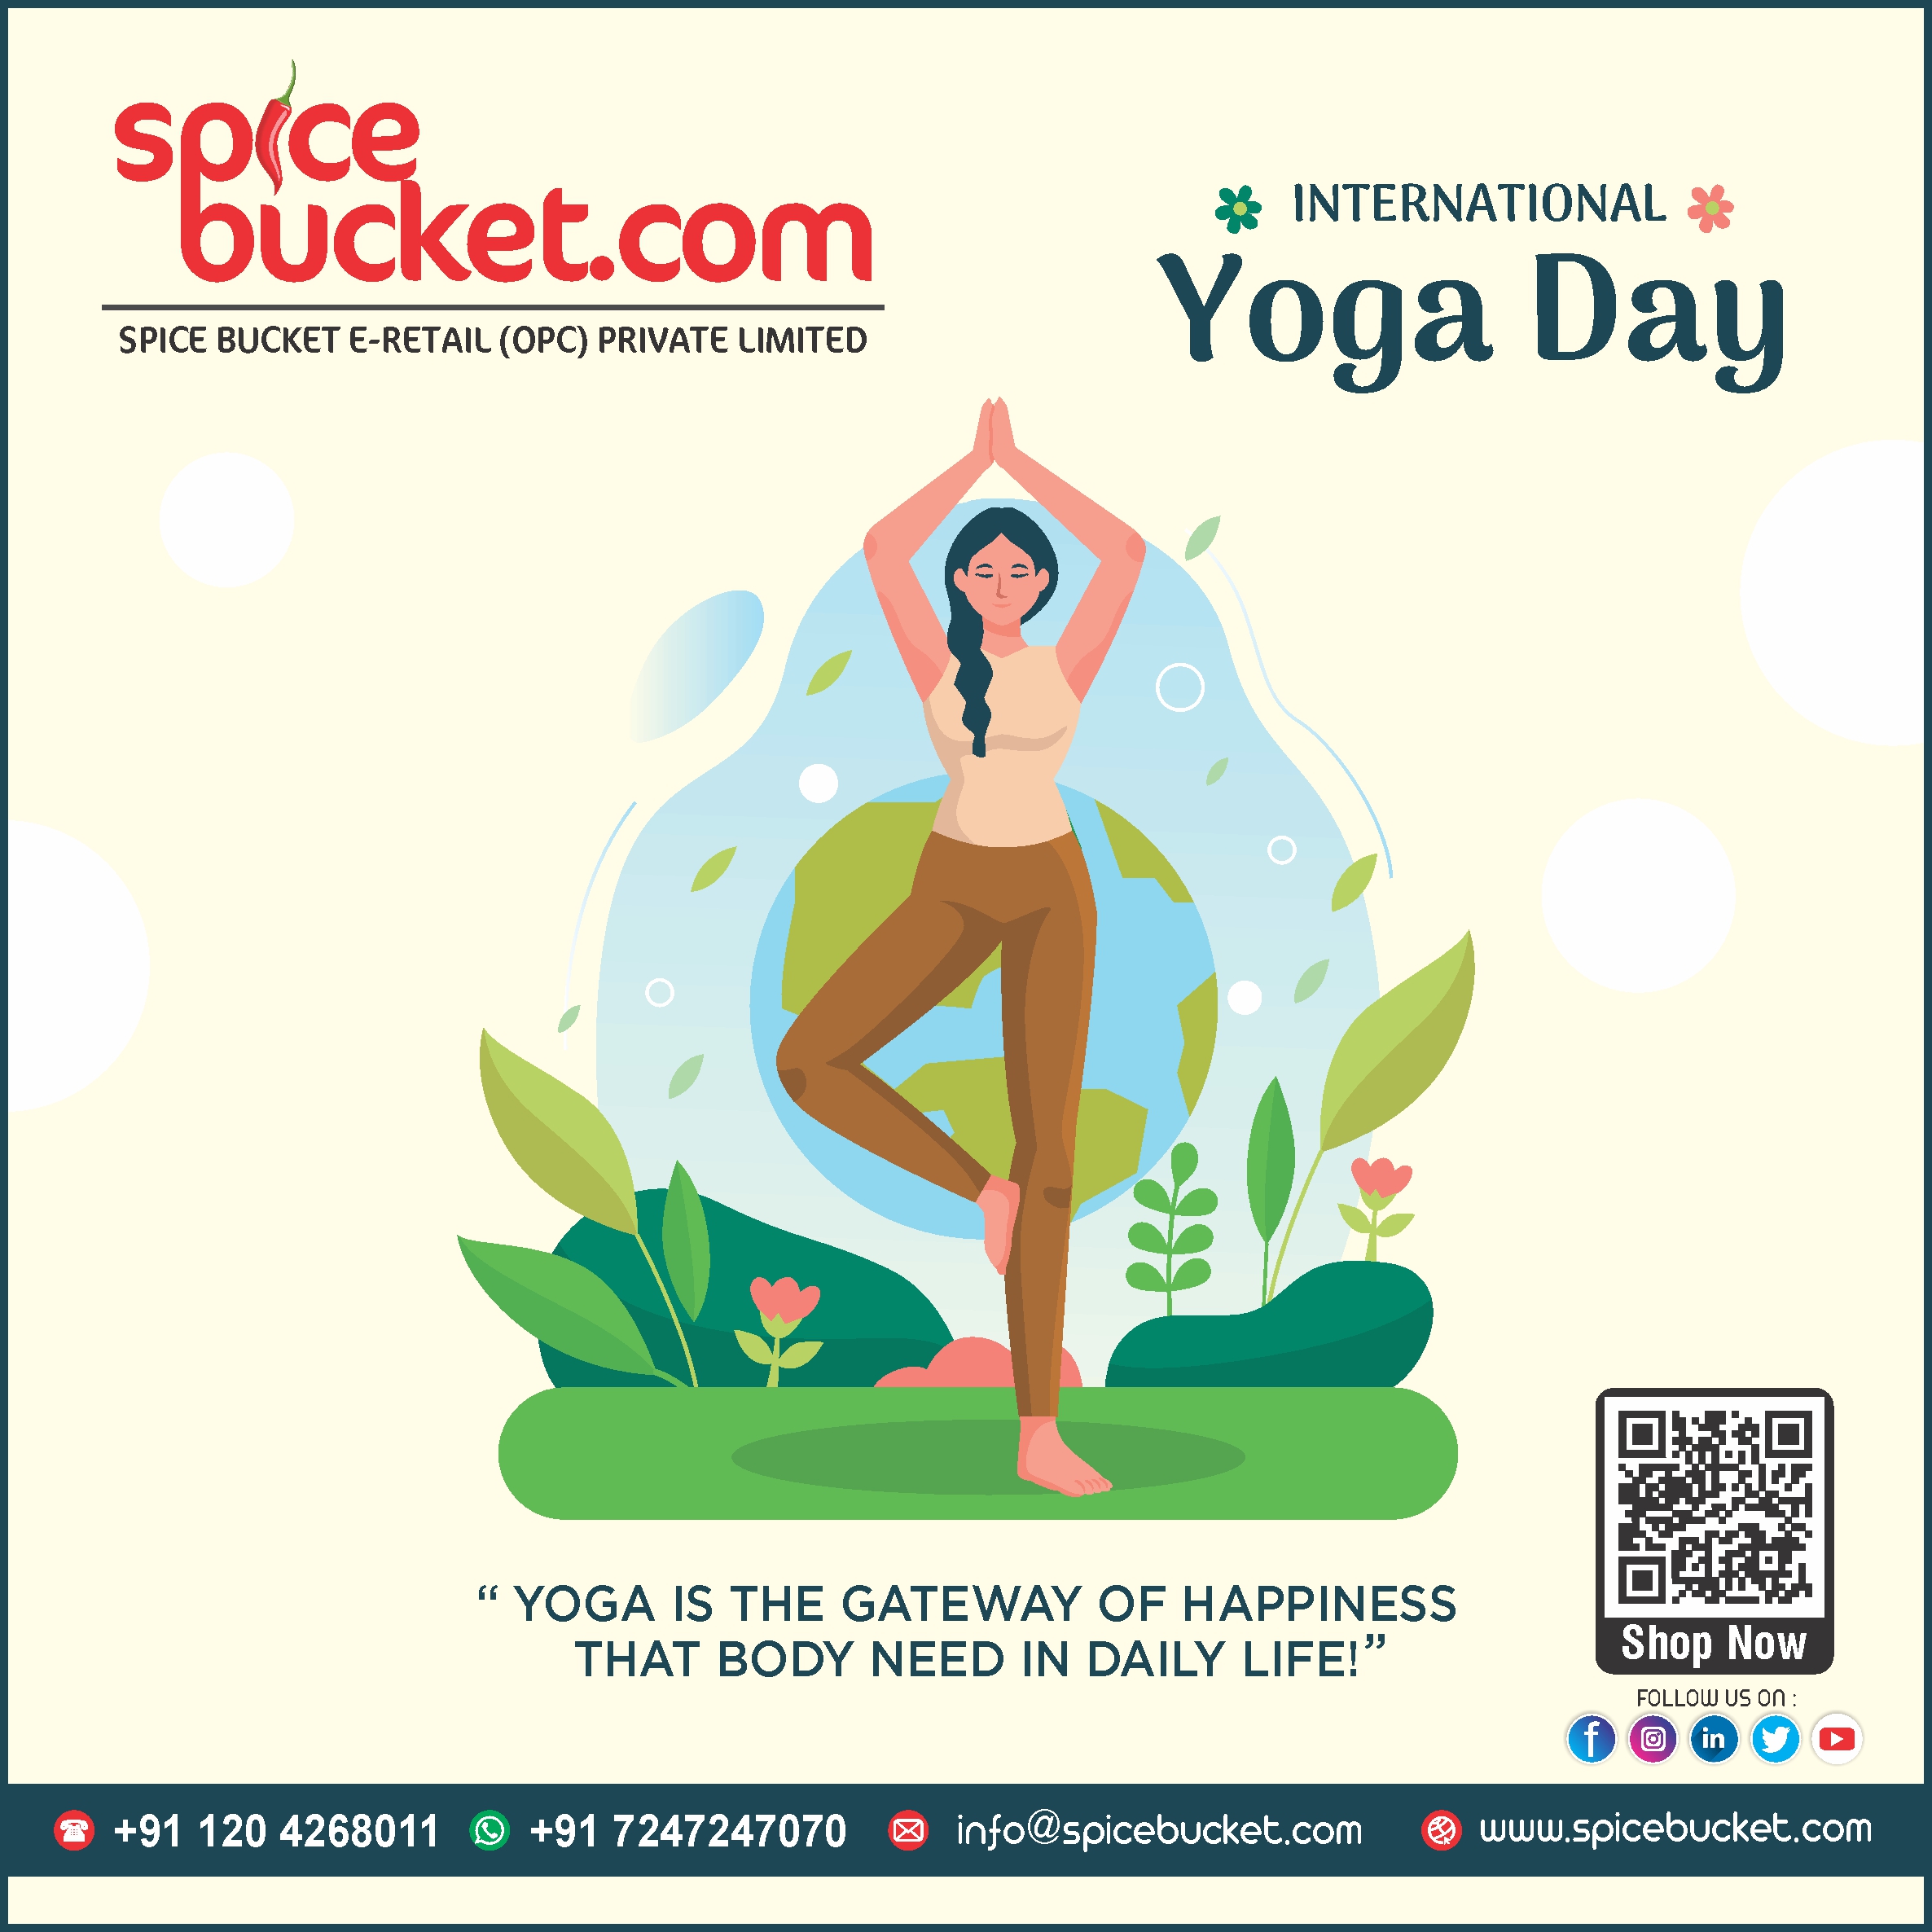 spice
bucket.com
SPICE BUCKET E-RETAIL (OPC) PRIVATE LIMITED
INTERNATIONAL
Yoga Day
“ YOGA IS THE GATEWAY OF HAPPINESS
THAT BODY NEED IN DAILY LIFE!”
Shop Now
FOLLOW US ON :
+91 120 4268011 +91 7247247070 info@spicebucket.com www.spicebucket.com